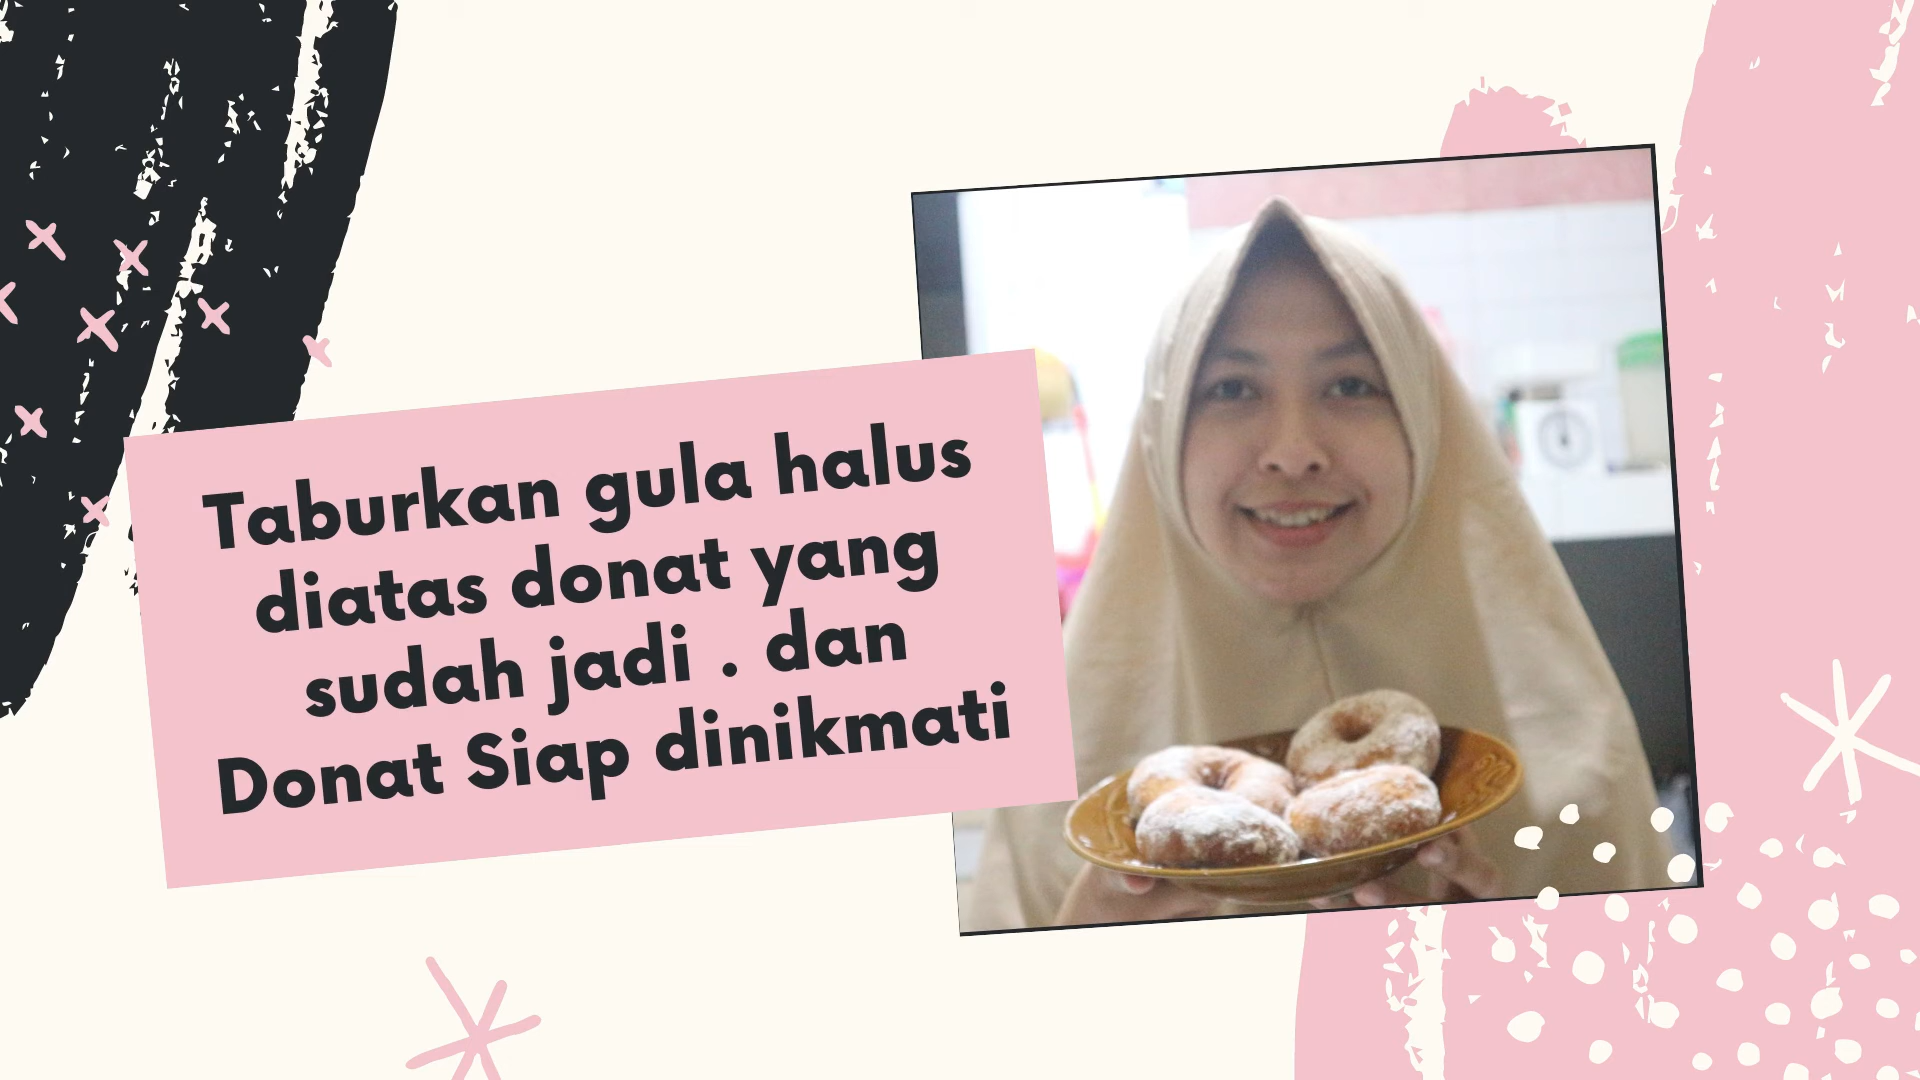 Taburkan gula halus
diatas donat yang
sudah jadi . dan
Donat Siap dinikmati